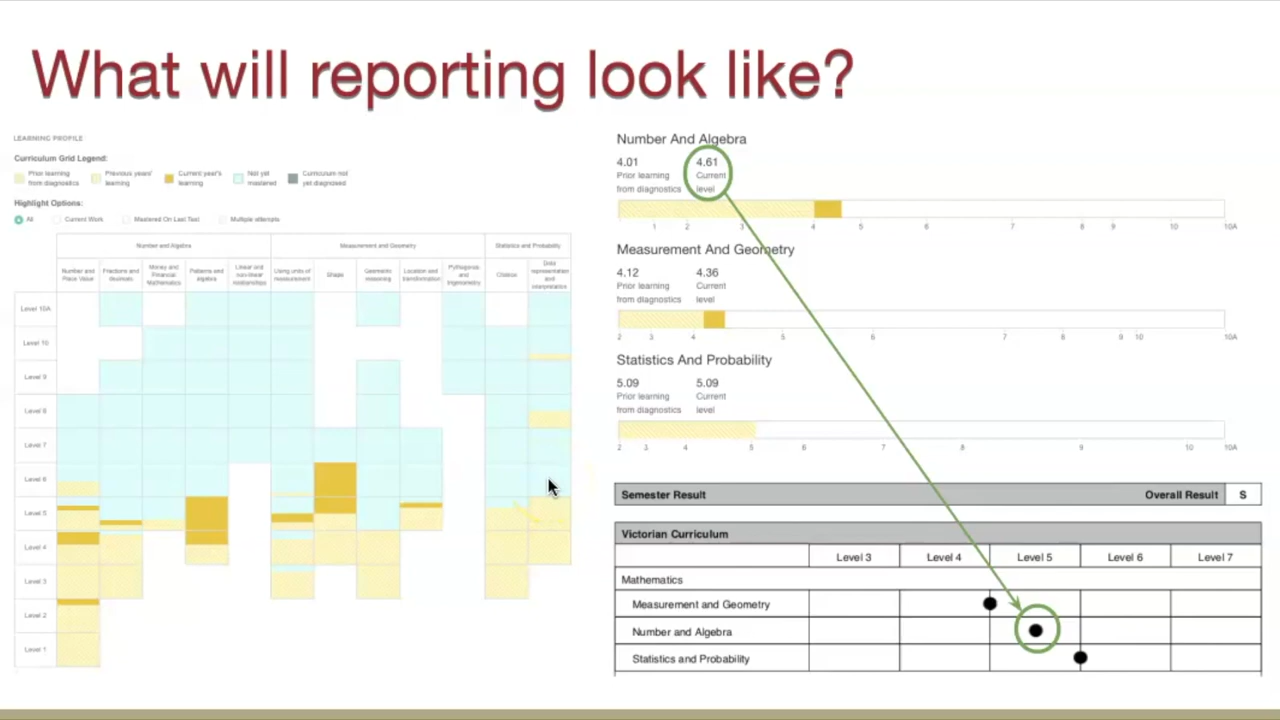 What will reporting look like?
LEARNING PROFILE
Curriculum Grid Legend:
Prior learning from diagnostics
Previous years' learning
Current year's learning
Not yet mastered
Curriculum not yet diagnosed
Highlight Options:
All
Current Work
Mastered On Last Test
Multiple attempts
Number and Algebra
Measurement and Geometry
Statistics and Probability
Number and Place Value
Fractions and decimals
Money and Financial Mathematics
Patterns and algebra
Linear and non-linear relationships
Using units of measurement
Shape
Geometric reasoning
Location and transformation
Pythagoras and trigonometry
Chance
Data representation and interpretation
Level 10A
Level 10
Level 9
Level 8
Level 7
Level 6
Level 5
Level 4
Level 3
Level 2
Level 1
Number And Algebra
4.01 4.61
Prior learning Current
from diagnostics level
1 2 3 4 5 6 7 8 9 10A
Measurement And Geometry
4.12 4.36
Prior learning Current
from diagnostics level
2 3 4 5 6 7 8 9 10 10A
Statistics And Probability
5.09 5.09
Prior learning Current
from diagnostics level
2 3 4 5 6 7 8 9 10 10A
Semester Result Overall Result S
Victorian Curriculum
Level 3 Level 4 Level 5 Level 6 Level 7
Mathematics
Measurement and Geometry
Number and Algebra
Statistics and Probability